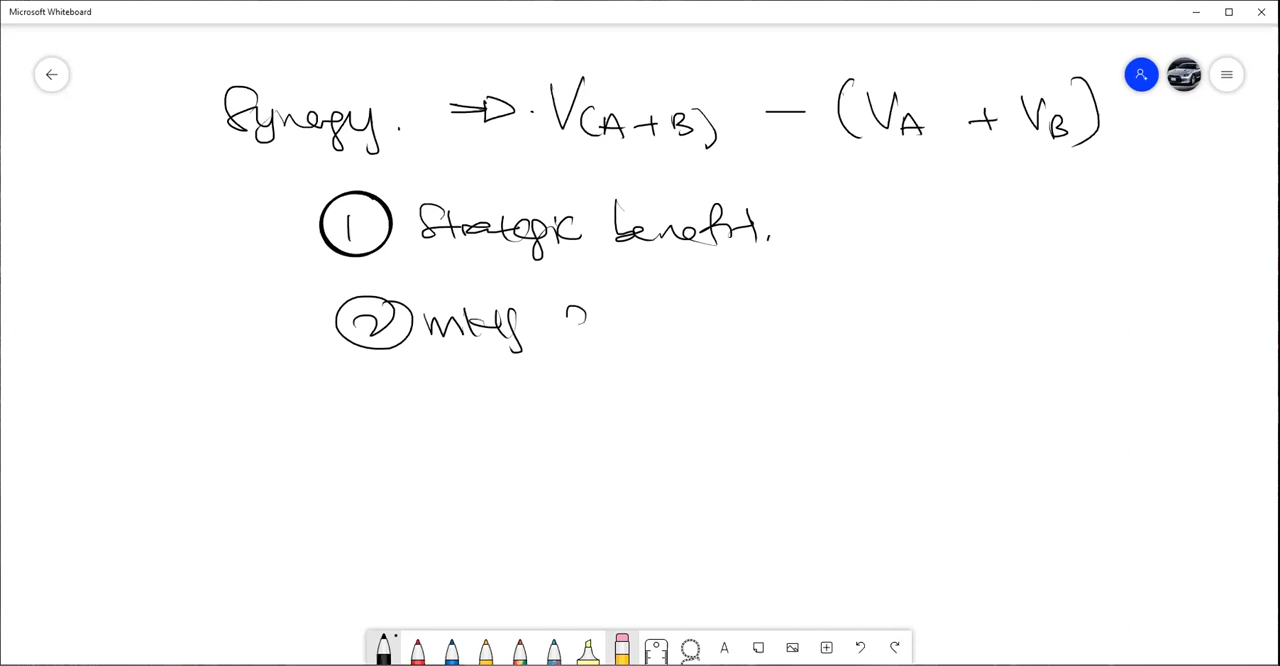 Microsoft Whiteboard
Synergy. ⇒ . V(A+B) — (VA + VB)
1 Strategic benefit.
2 mktg